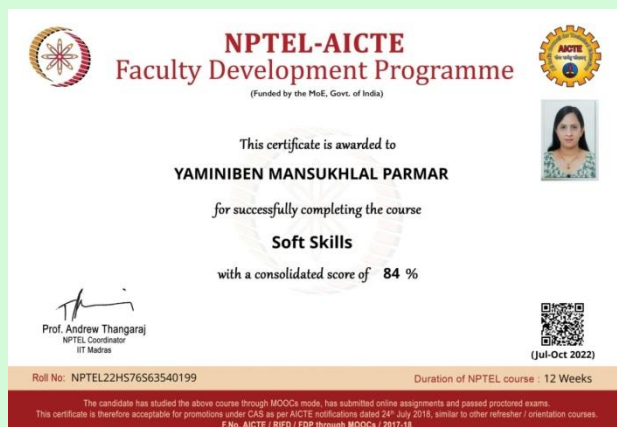 NPTEL-AICTE
Faculty Development Programme
(Funded by the MoE, Govt. of India)
AICTE
This certificate is awarded to
YAMINIBEN MANSUKHLAL PARMAR
for successfully completing the course
Soft Skills
with a consolidated score of 84 %
Prof. Andrew Thangaraj
NPTEL Coordinator
IIT Madras
(Jul-Oct 2022)
Roll No: NPTEL22HS76S63540199
Duration of NPTEL course : 12 Weeks
The candidate has studied the above course through MOOCs mode, has submitted online assignments and passed proctored exams.
This certificate is therefore acceptable for promotions under CAS as per AICTE notifications dated 24th July 2018, similar to other refresher / orientation courses.
F.No. AICTE / RIFD / FDP through MOOCs / 2017-18